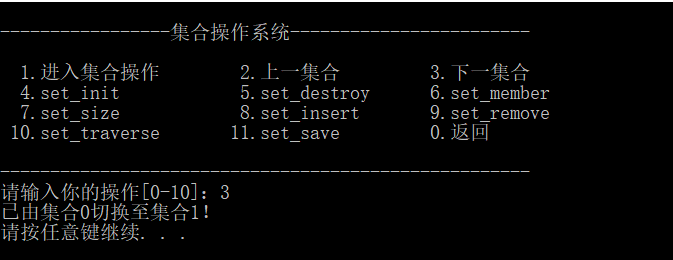 -----------------集合操作系统------------------------
1.进入集合操作 2.上一集合 3.下一集合
4.set_init 5.set_destroy 6.set_member
7.set_size 8.set_insert 9.set_remove
10.set_traverse 11.set_save 0.返回
-----------------------------------------------------
请输入你的操作[0-10]：3
已由集合0切换至集合1！
请按任意键继续. . .